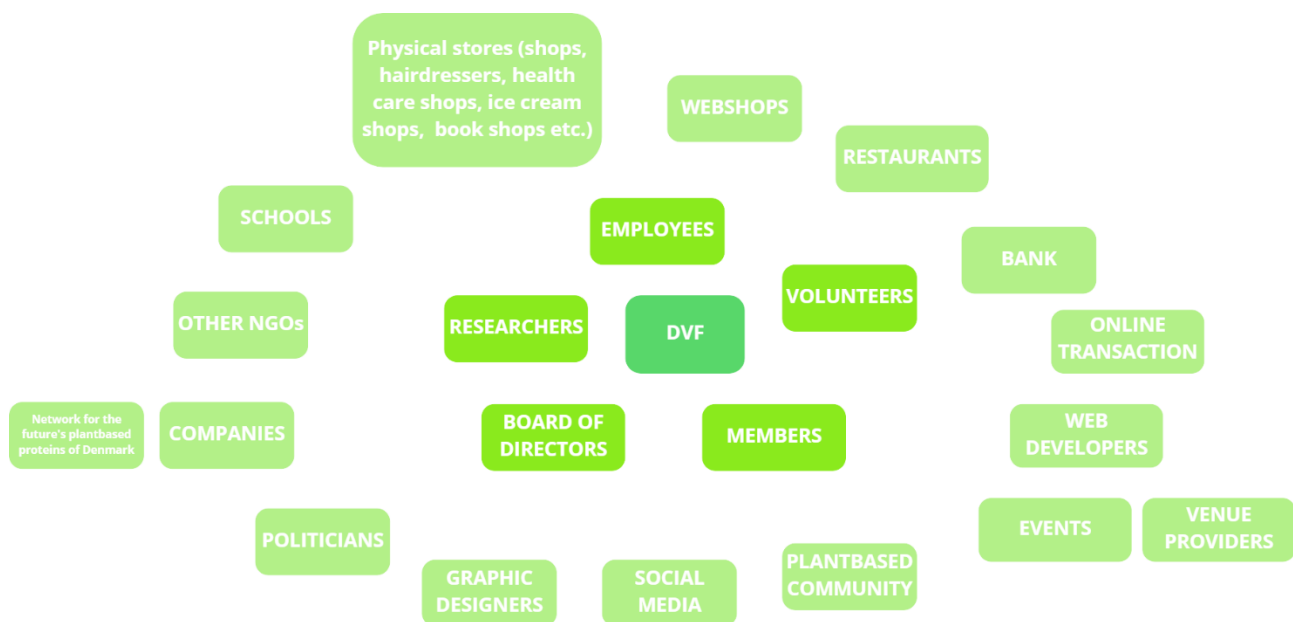 Physical stores (shops,
hairdressers, health
care shops, ice cream
shops,  book shops etc.)
WEBSHOPS
RESTAURANTS
SCHOOLS
EMPLOYEES
BANK
VOLUNTEERS
OTHER NGOs
RESEARCHERS
DVF
ONLINE
TRANSACTION
Network for the
future's plantbased
proteins of Denmark
COMPANIES
BOARD OF
DIRECTORS
MEMBERS
WEB
DEVELOPERS
POLITICIANS
EVENTS
VENUE
PROVIDERS
GRAPHIC
DESIGNERS
SOCIAL
MEDIA
PLANTBASED
COMMUNITY